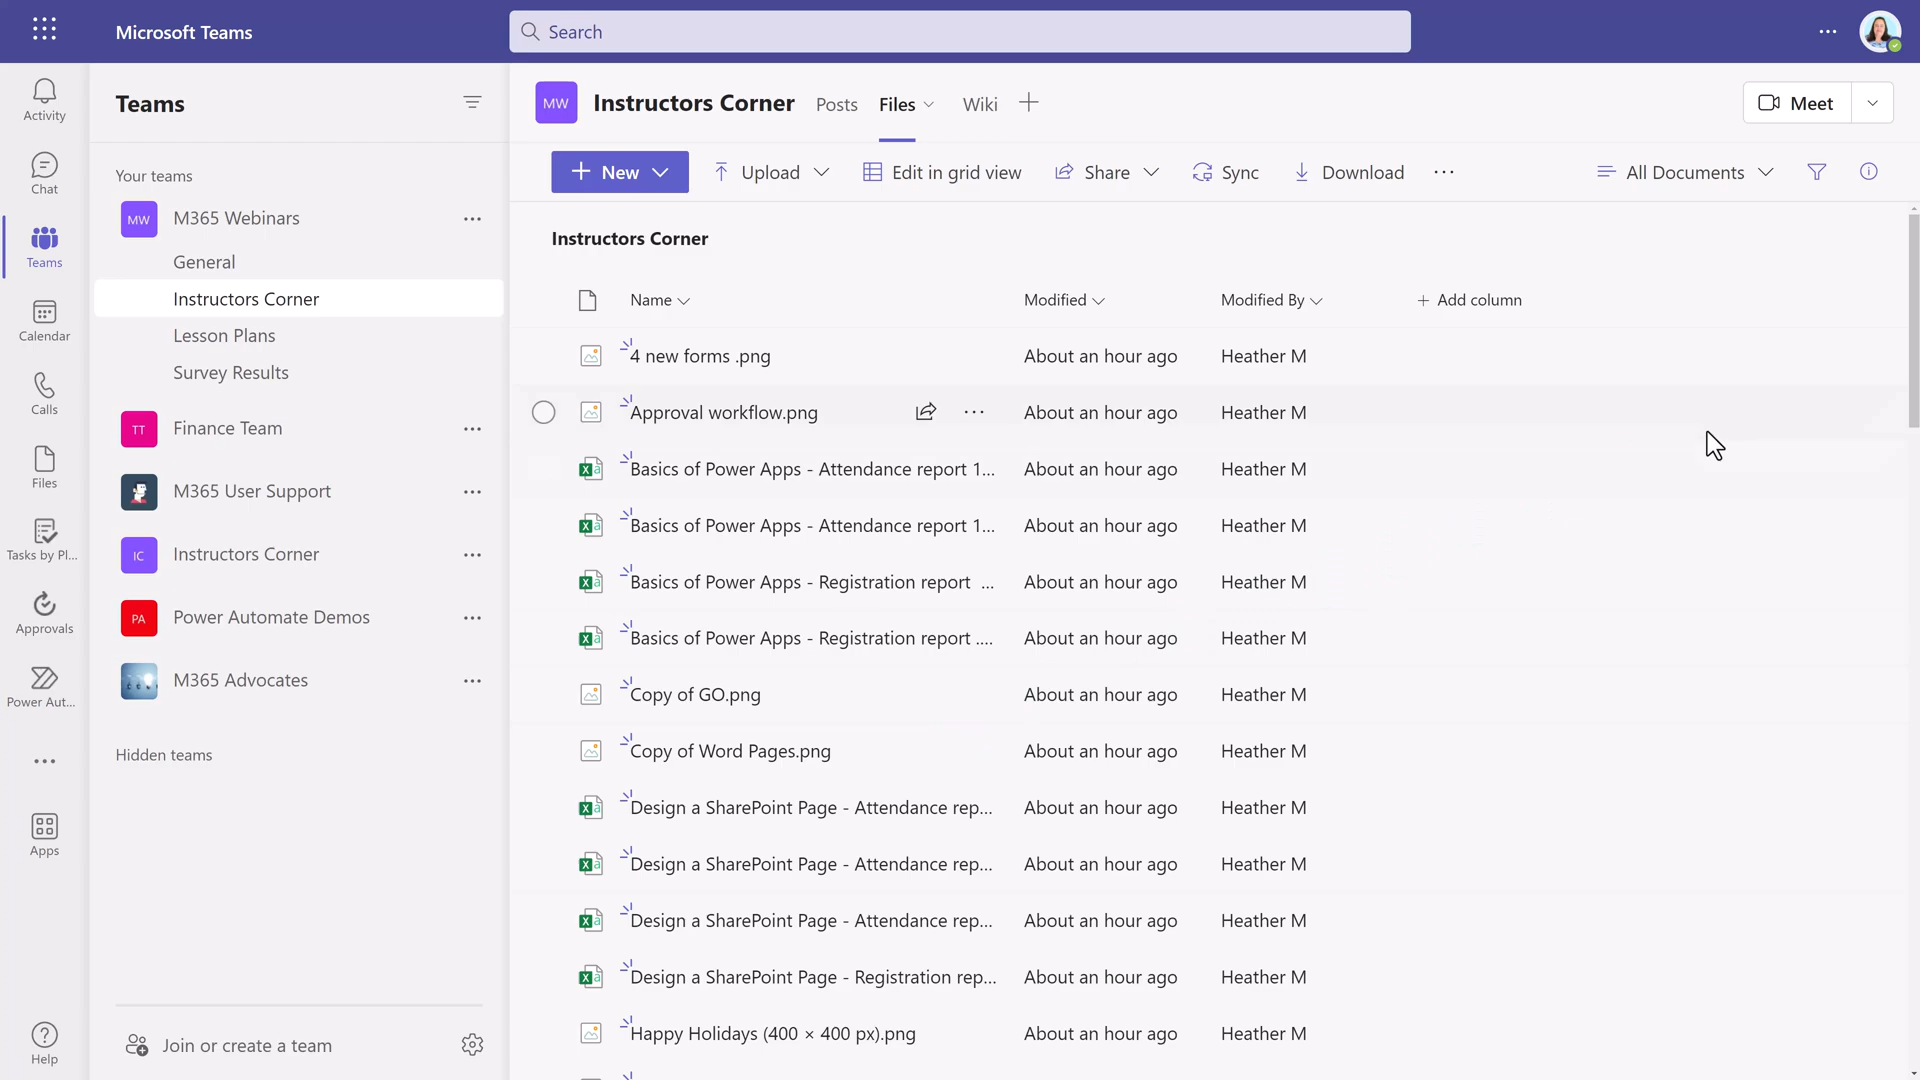 Microsoft Teams
Search
Activity
Chat
Teams
Calendar
Calls
Files
Tasks by Pl...
Approvals
Power Aut...
Apps
Help
Teams
Your teams
MW M365 Webinars
General
Instructors Corner
Lesson Plans
Survey Results
TT Finance Team
M365 User Support
IC Instructors Corner
PA Power Automate Demos
M365 Advocates
Hidden teams
Join or create a team
MW Instructors Corner Posts Files Wiki Meet
New Upload Edit in grid view Share Sync Download All Documents
Instructors Corner
Name Modified Modified By + Add column
4 new forms .png About an hour ago Heather M
Approval workflow.png About an hour ago Heather M
Basics of Power Apps - Attendance report 1... About an hour ago Heather M
Basics of Power Apps - Attendance report 1... About an hour ago Heather M
Basics of Power Apps - Registration report ... About an hour ago Heather M
Basics of Power Apps - Registration report .... About an hour ago Heather M
Copy of GO.png About an hour ago Heather M
Copy of Word Pages.png About an hour ago Heather M
Design a SharePoint Page - Attendance rep... About an hour ago Heather M
Design a SharePoint Page - Attendance rep... About an hour ago Heather M
Design a SharePoint Page - Attendance rep... About an hour ago Heather M
Design a SharePoint Page - Registration rep... About an hour ago Heather M
Happy Holidays (400 × 400 px).png About an hour ago Heather M